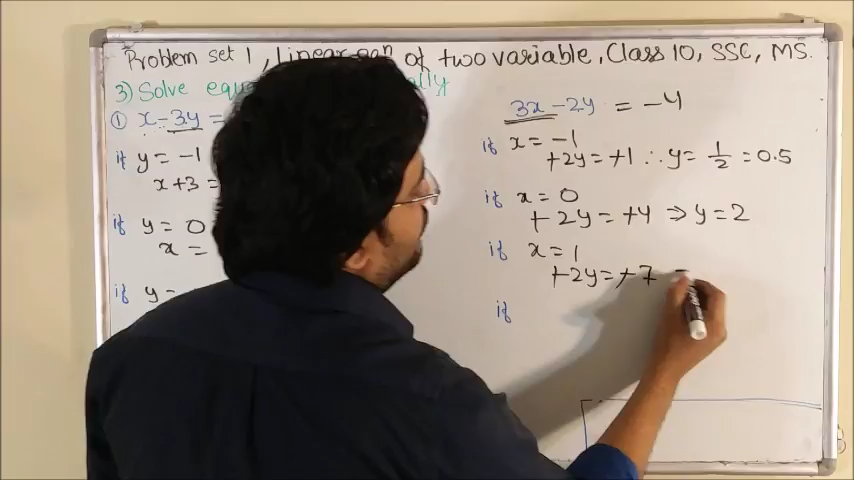 Problem set 1, Linear eqn of two variable, Class 10, SSC, MS.
3) Solve
① x - 3y =
if y = -1
x + 3 =
if y = 0
x =
if y =
3x - 2y = -4
if x = -1
+2y = +1 ∴ y = 1/2 = 0.5
if x = 0
+2y = +4 ⇒ y = 2
if x = 1
+2y = +7
if